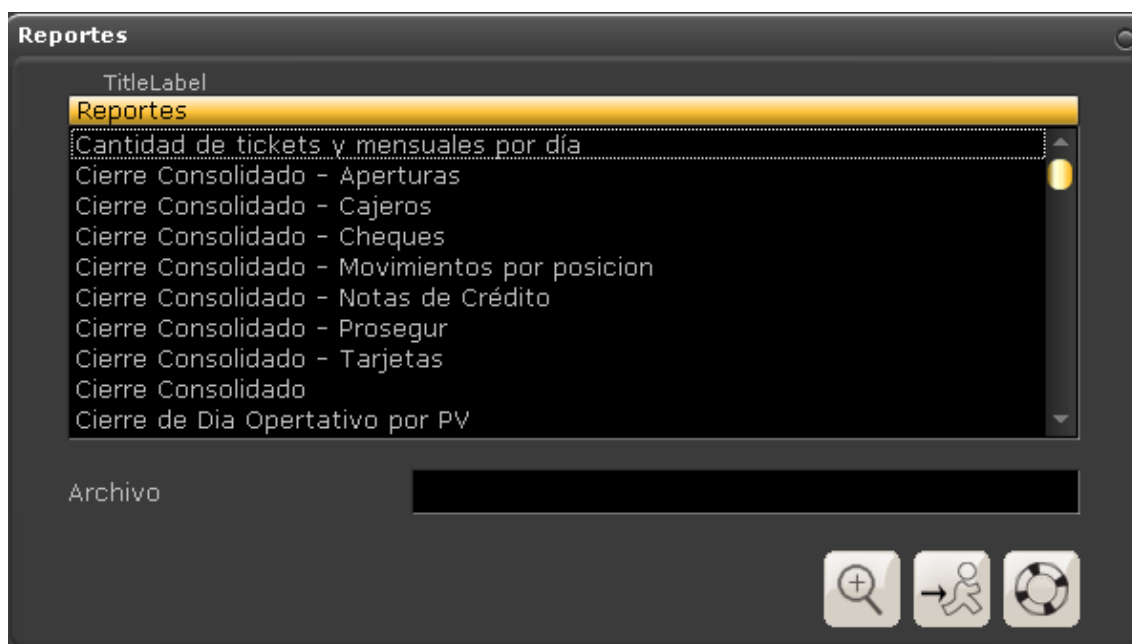 Reportes
TitleLabel
Reportes
Cantidad de tickets y mensuales por día
Cierre Consolidado - Aperturas
Cierre Consolidado - Cajeros
Cierre Consolidado - Cheques
Cierre Consolidado - Movimientos por posicion
Cierre Consolidado - Notas de Crédito
Cierre Consolidado - Prosegur
Cierre Consolidado - Tarjetas
Cierre Consolidado
Cierre de Dia Opertativo por PV
Archivo